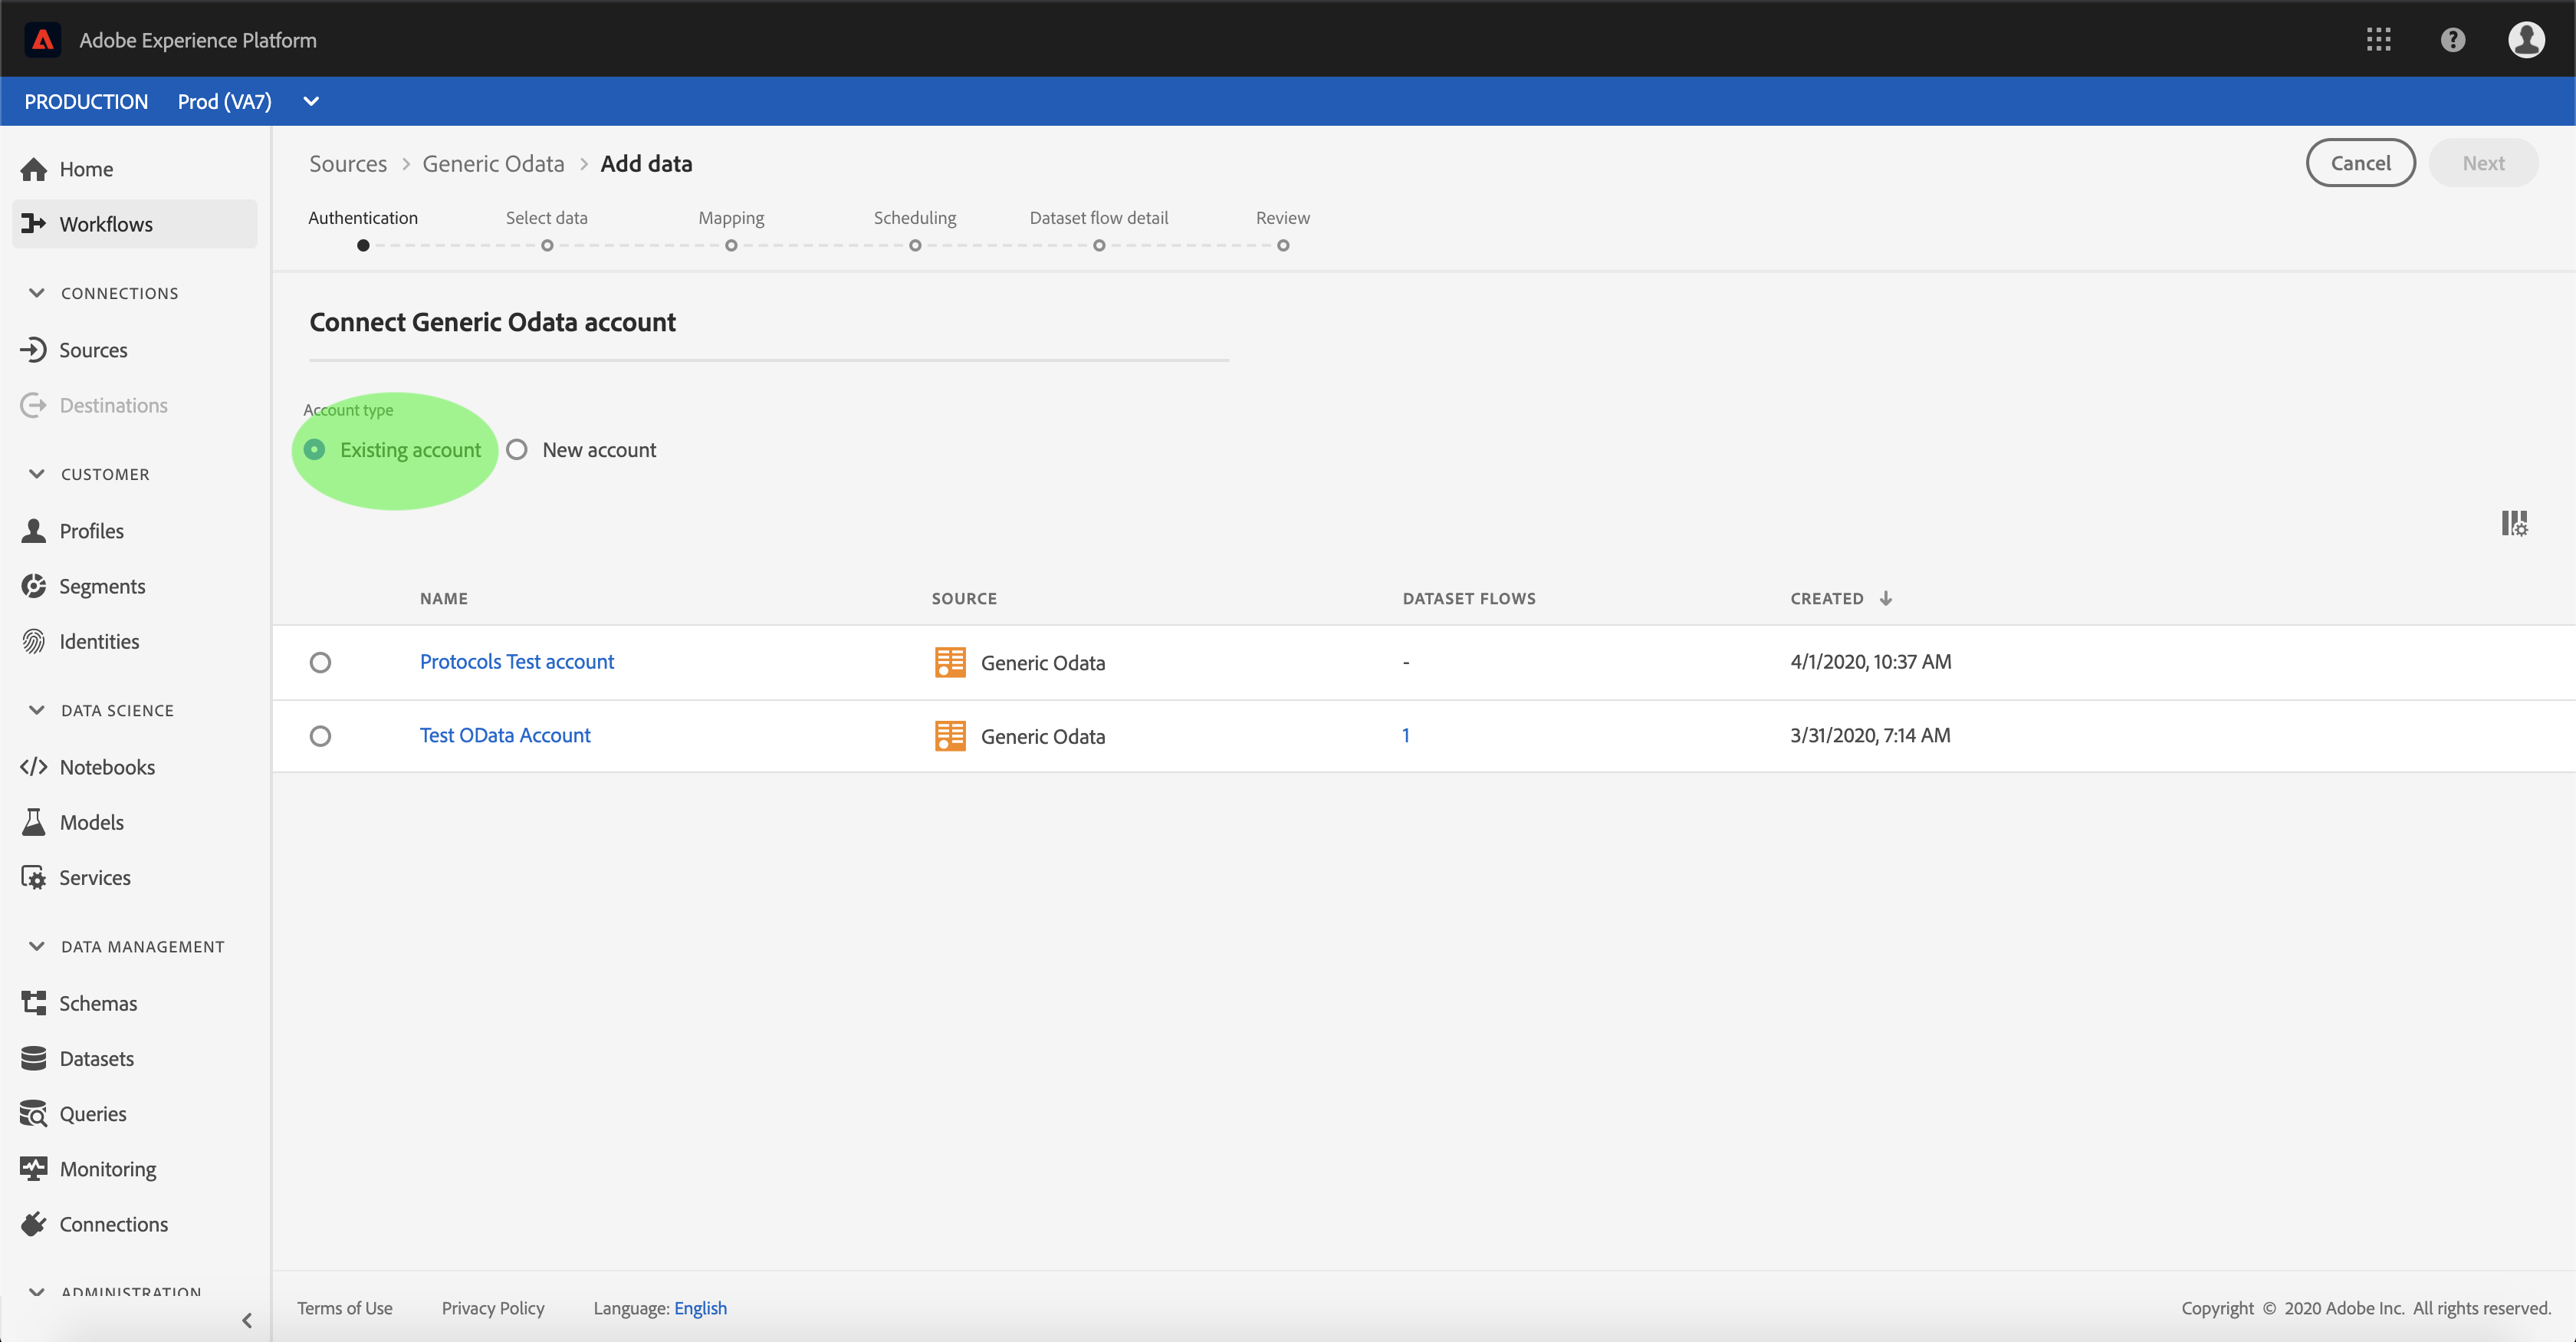 Adobe Experience Platform
PRODUCTION Prod (VA7)
Home
Workflows
CONNECTIONS
Sources
Destinations
CUSTOMER
Profiles
Segments
Identities
DATA SCIENCE
Notebooks
Models
Services
DATA MANAGEMENT
Schemas
Datasets
Queries
Monitoring
Connections
ADMINISTRATION
Sources > Generic Odata > Add data
Cancel Next
Authentication Select data Mapping Scheduling Dataset flow detail Review
Connect Generic Odata account
Account type
Existing account New account
NAME SOURCE DATASET FLOWS CREATED
Protocols Test account Generic Odata - 4/1/2020, 10:37 AM
Test OData Account Generic Odata 1 3/31/2020, 7:14 AM
Terms of Use Privacy Policy Language: English Copyright © 2020 Adobe Inc. All rights reserved.